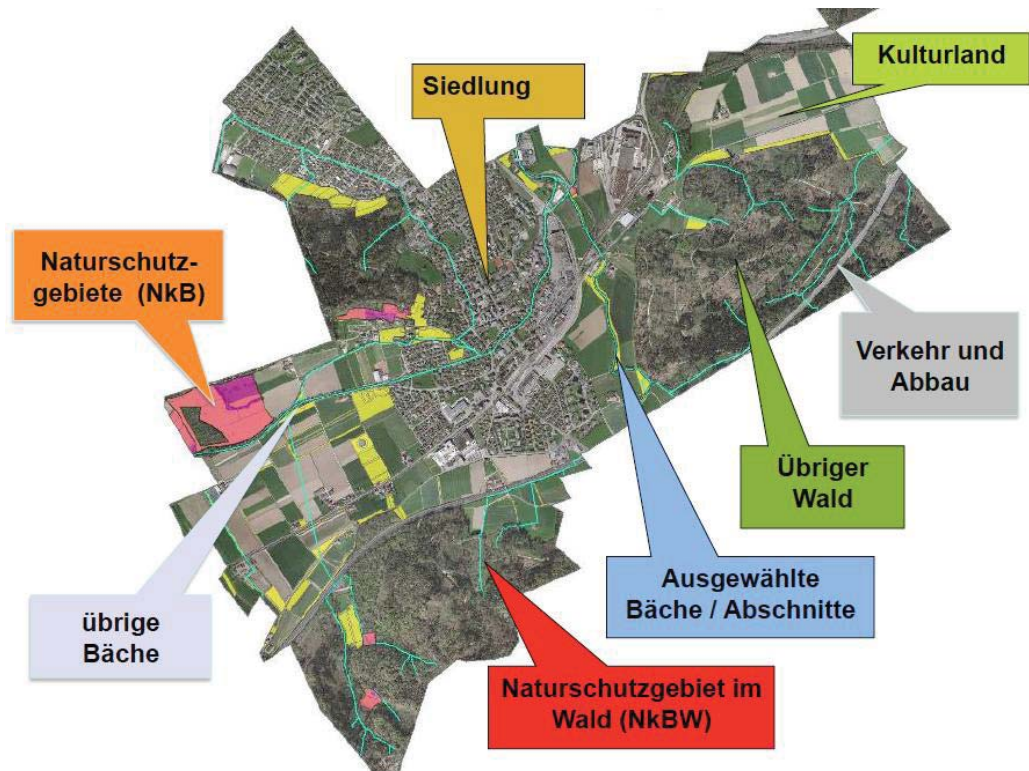 Kulturland
Siedlung
Naturschutz-
gebiete (NkB)
Verkehr und
Abbau
Übriger
Wald
Ausgewählte
Bäche / Abschnitte
übrige
Bäche
Naturschutzgebiet im
Wald (NkBW)